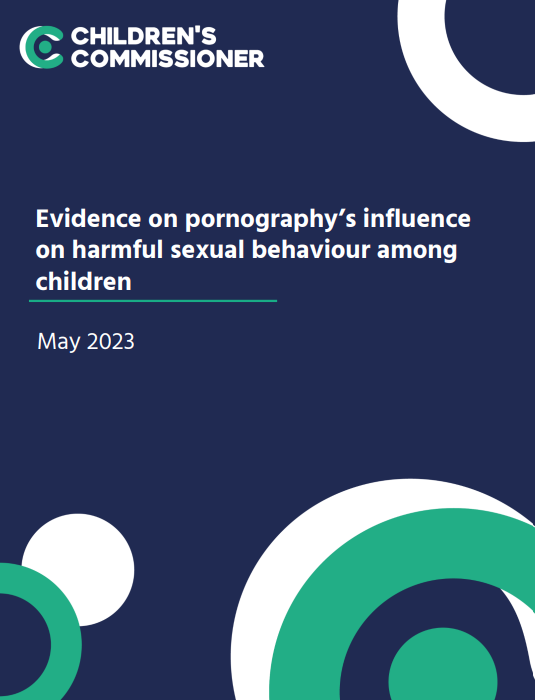 CHILDREN'S
COMMISSIONER
Evidence on pornography’s influence
on harmful sexual behaviour among
children
May 2023